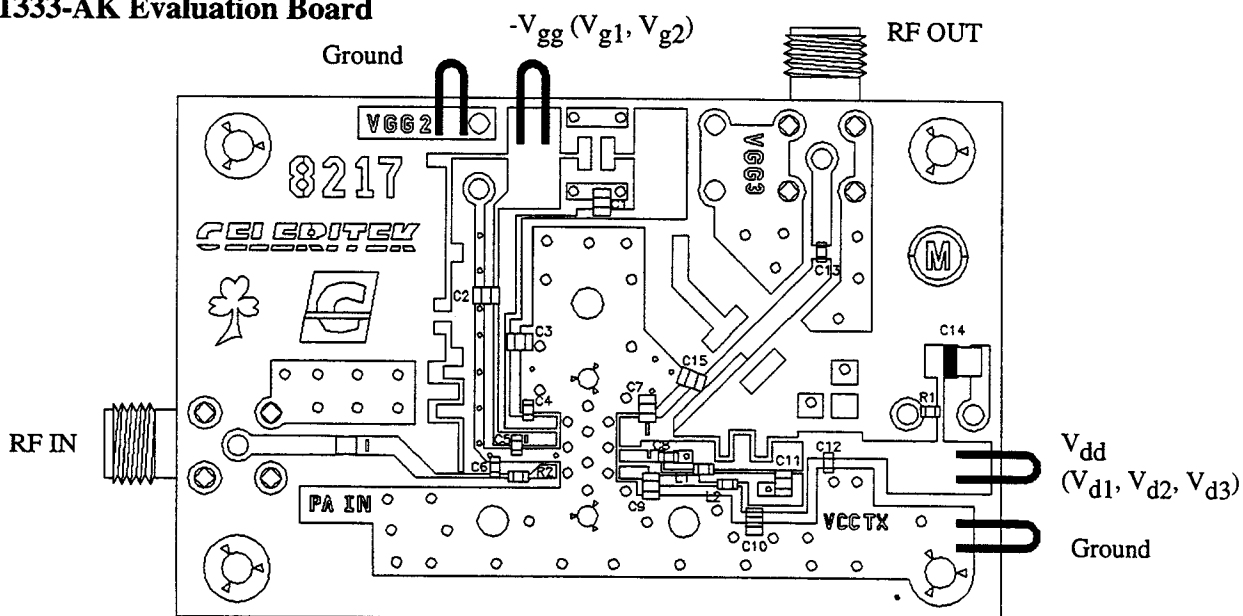 1333-AK Evaluation Board
-Vgg (Vg1, Vg2)
RF OUT
Ground
VGG2
VGG3
8217
CELERITEK
M
C1
C13
C2
C3
C14
C15
C7
R1
C4
RF IN
C5
C8
C12
Vdd
(Vd1, Vd2, Vd3)
C6
R2
L1
C11
L2
PA IN
C9
VCCTX
C10
Ground